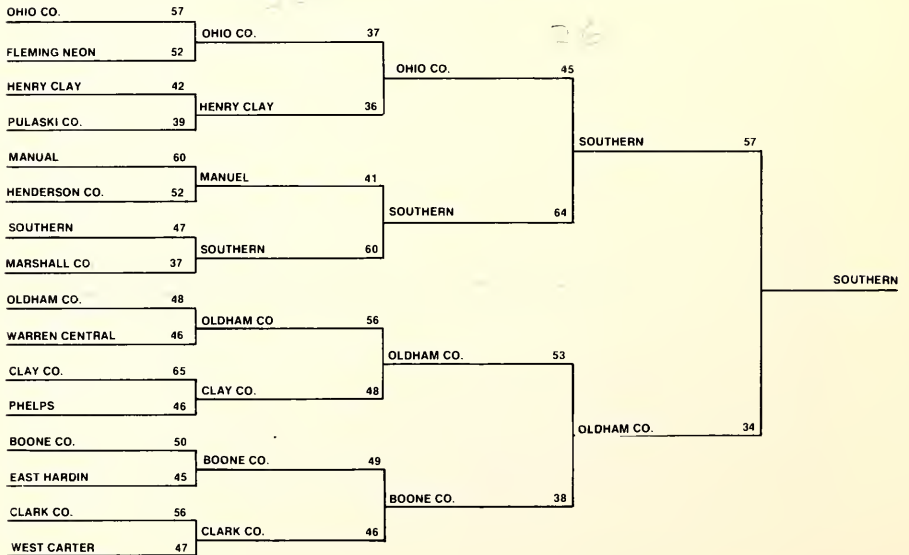 OHIO CO. 57
FLEMING NEON 52
HENRY CLAY 42
PULASKI CO. 39
MANUAL 60
HENDERSON CO. 52
SOUTHERN 47
MARSHALL CO 37
OLDHAM CO. 48
WARREN CENTRAL 46
CLAY CO. 65
PHELPS 46
BOONE CO. 50
EAST HARDIN 45
CLARK CO. 56
WEST CARTER 47
OHIO CO. 37
HENRY CLAY 36
MANUEL 41
SOUTHERN 60
OLDHAM CO 56
CLAY CO. 48
BOONE CO. 49
CLARK CO. 46
OHIO CO. 45
SOUTHERN 64
OLDHAM CO. 53
BOONE CO. 38
SOUTHERN 57
OLDHAM CO. 34
SOUTHERN